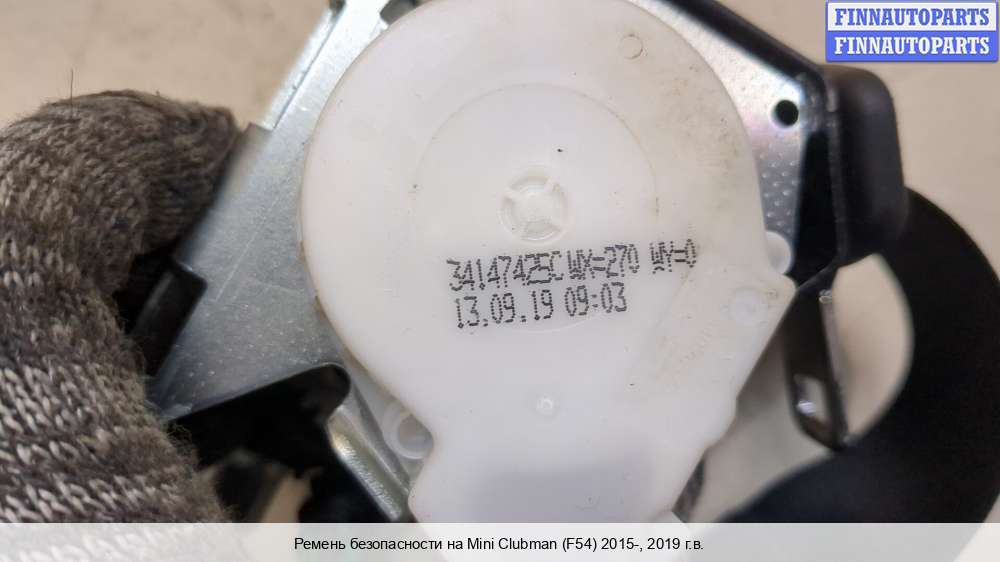 FINNAUTOPARTS
FINNAUTOPARTS
34147425C WX=270 WY=0
13.09.19 09:03
Ремень безопасности на Mini Clubman (F54) 2015-, 2019 г.в.